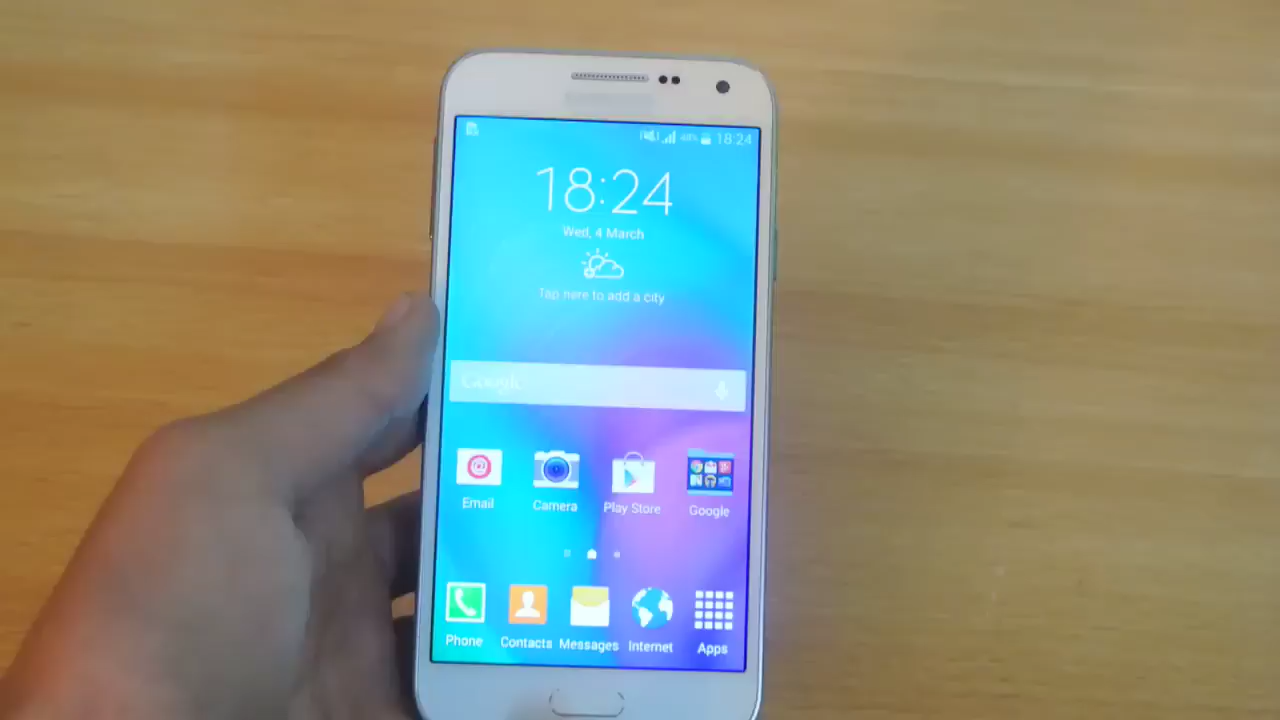 48% 18:24
18:24
Wed, 4 March
Tap here to add a city
Google
Email Camera Play Store Google
Phone Contacts Messages Internet Apps